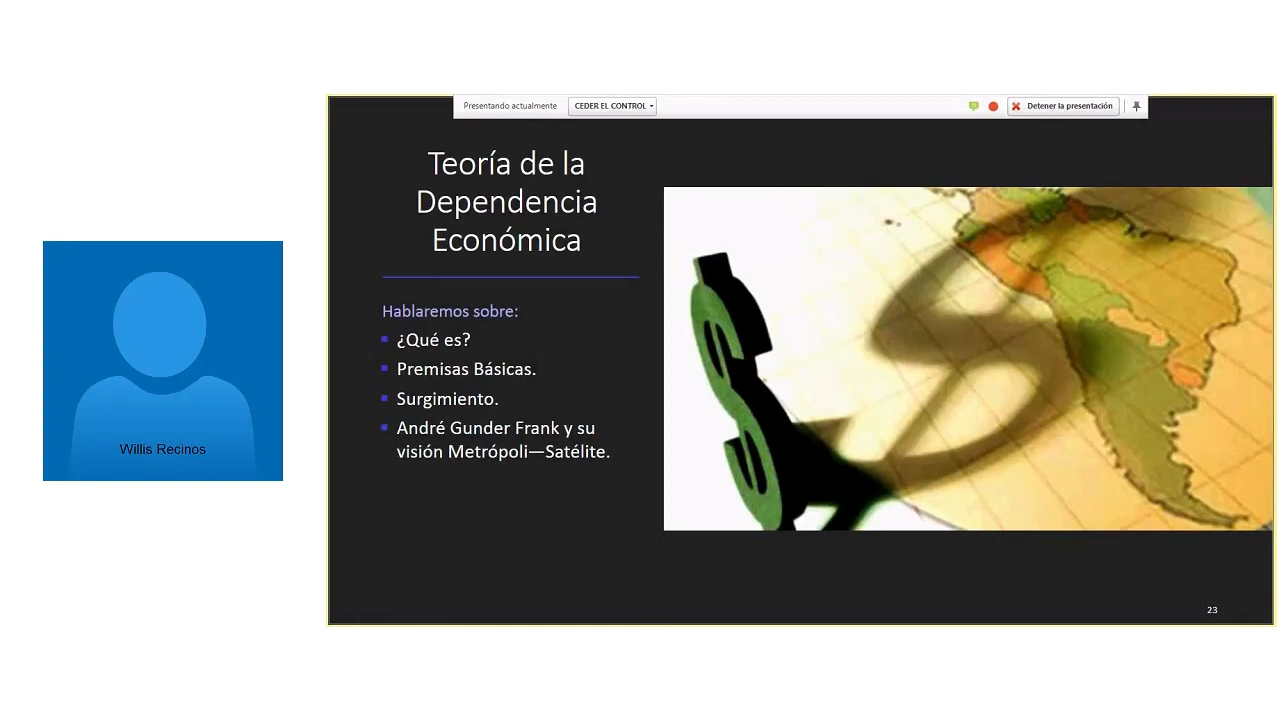 Presentando actualmente CEDER EL CONTROL Detener la presentación
Teoría de la
Dependencia
Económica
Hablaremos sobre:
¿Qué es?
Premisas Básicas.
Surgimiento.
André Gunder Frank y su
visión Metrópoli—Satélite.
Willis Recinos
23